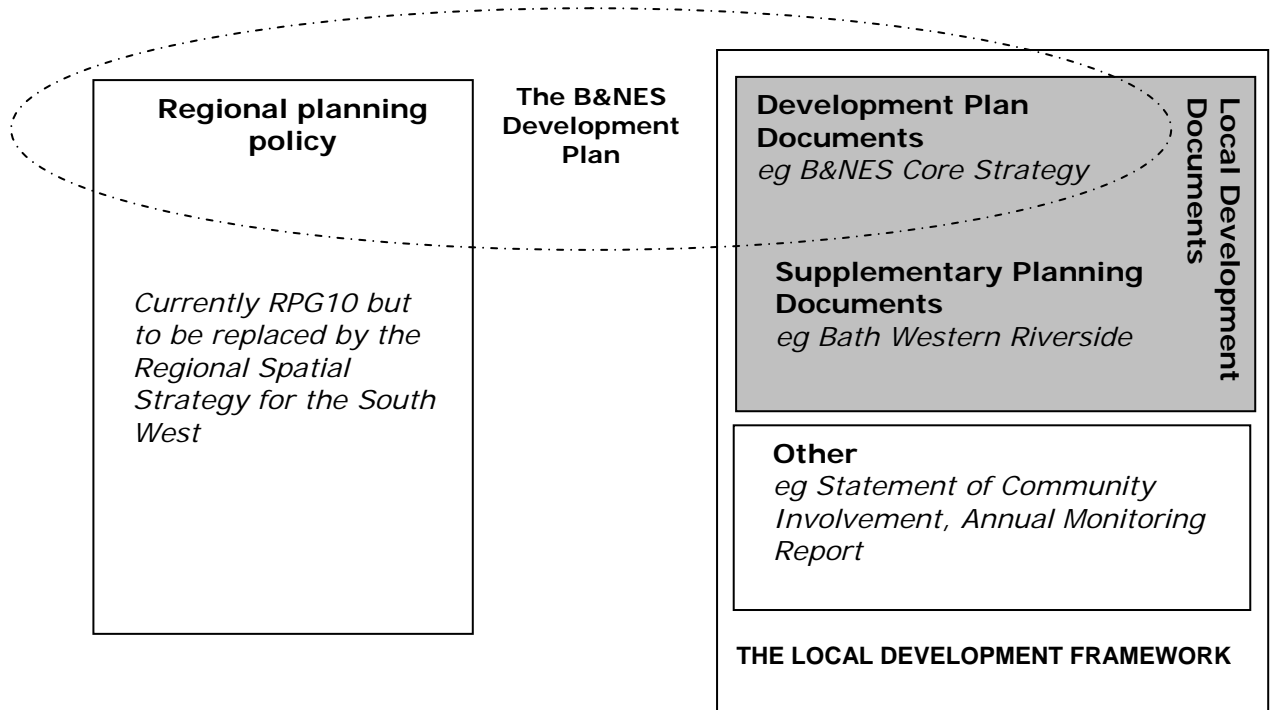 Regional planning
policy
Currently RPG10 but
to be replaced by the
Regional Spatial
Strategy for the South
West
The B&NES
Development
Plan
Development Plan
Documents
eg B&NES Core Strategy
Supplementary Planning
Documents
eg Bath Western Riverside
Local Development
Documents
Other
eg Statement of Community
Involvement, Annual Monitoring
Report
THE LOCAL DEVELOPMENT FRAMEWORK